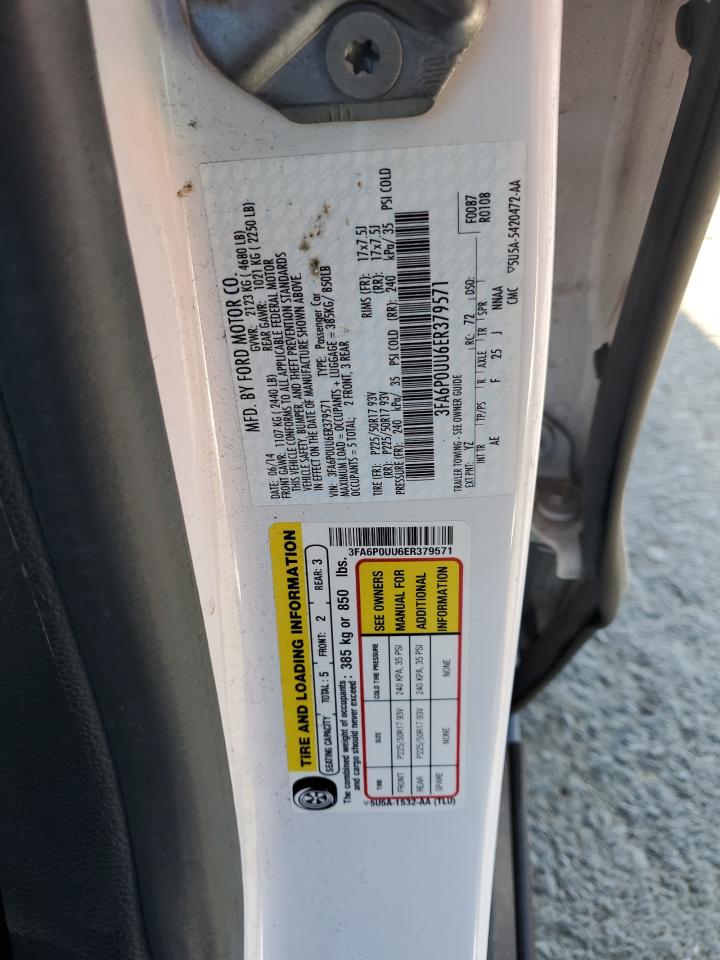 MFD. BY FORD MOTOR CO.
06/14 GVWR: 2123 KG ( 4680 LB)
FRONT GAWR: 1107 KG ( 2440 LB) REAR GAWR: 1021 KG ( 2250 LB)
THIS VEHICLE CONFORMS TO ALL APPLICABLE FEDERAL MOTOR
VEHICLE SAFETY, BUMPER, AND THEFT PREVENTION STANDARDS
IN EFFECT ON THE DATE OF MANUFACTURE SHOWN ABOVE.
VIN: 3FA6P0UU6ER379571 TYPE: Passenger Car
MAXIMUM LOAD = OCCUPANTS + LUGGAGE = 385KG/ 850LB
OCCUPANTS = 5 TOTAL; 2 FRONT, 3 REAR
TIRE (FR): P225/50R17 93V RIMS (FR): 17x7.5J
(RR): P225/50R17 93V (RR): 17x7.5J
PRESSURE (FR): 240 kPa/ 35 PSI COLD (RR): 240 kPa/ 35 PSI COLD
3FA6P0UU6ER379571
TRAILER TOWING - SEE OWNER GUIDE
EXT PNT: YZ RC: 72 DSO: F0087
R0108
INT TR TP/PS R AXLE TR SPR
AE F 25 J NNAA
CMC
5U5A-5420472-AA
TIRE AND LOADING INFORMATION
SEATING CAPACITY TOTAL: 5 FRONT: 2 REAR: 3
The combined weight of occupants and cargo should never exceed: 385 kg or 850 lbs.
3FA6P0UU6ER379571
TIRE SIZE COLD TIRE PRESSURE SEE OWNERS
FRONT P225/50R17 93V 240 KPA, 35 PSI MANUAL FOR
REAR P225/50R17 93V 240 KPA, 35 PSI ADDITIONAL
SPARE NONE NONE INFORMATION
5U5A-1532-AA (TLU)